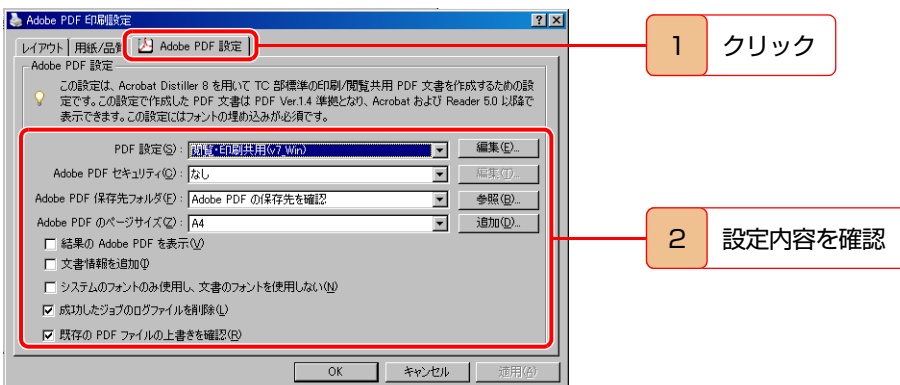 Adobe PDF 印刷設定
レイアウト 用紙/品質 Adobe PDF 設定
1 クリック
Adobe PDF 設定
この設定は、Acrobat Distiller 8 を用いて TC 部標準の印刷/閲覧共用 PDF 文書を作成するための設
定です。この設定で作成した PDF 文書は PDF Ver.1.4 準拠となり、Acrobat および Reader 5.0 以降で
表示できます。この設定にはフォントの埋め込みが必須です。
PDF 設定(S): 閲覧・印刷共用(v7_Win) 編集(E)...
Adobe PDF セキュリティ(C): なし 編集(T)...
Adobe PDF 保存先フォルダ(F): Adobe PDF の保存先を確認 参照(B)...
Adobe PDF のページサイズ(Z): A4 追加(D)...
2 設定内容を確認
結果の Adobe PDF を表示(V)
文書情報を追加(I)
システムのフォントのみ使用し、文書のフォントを使用しない(N)
成功したジョブのログファイルを削除(L)
既存の PDF ファイルの上書きを確認(R)
OK キャンセル 適用(A)